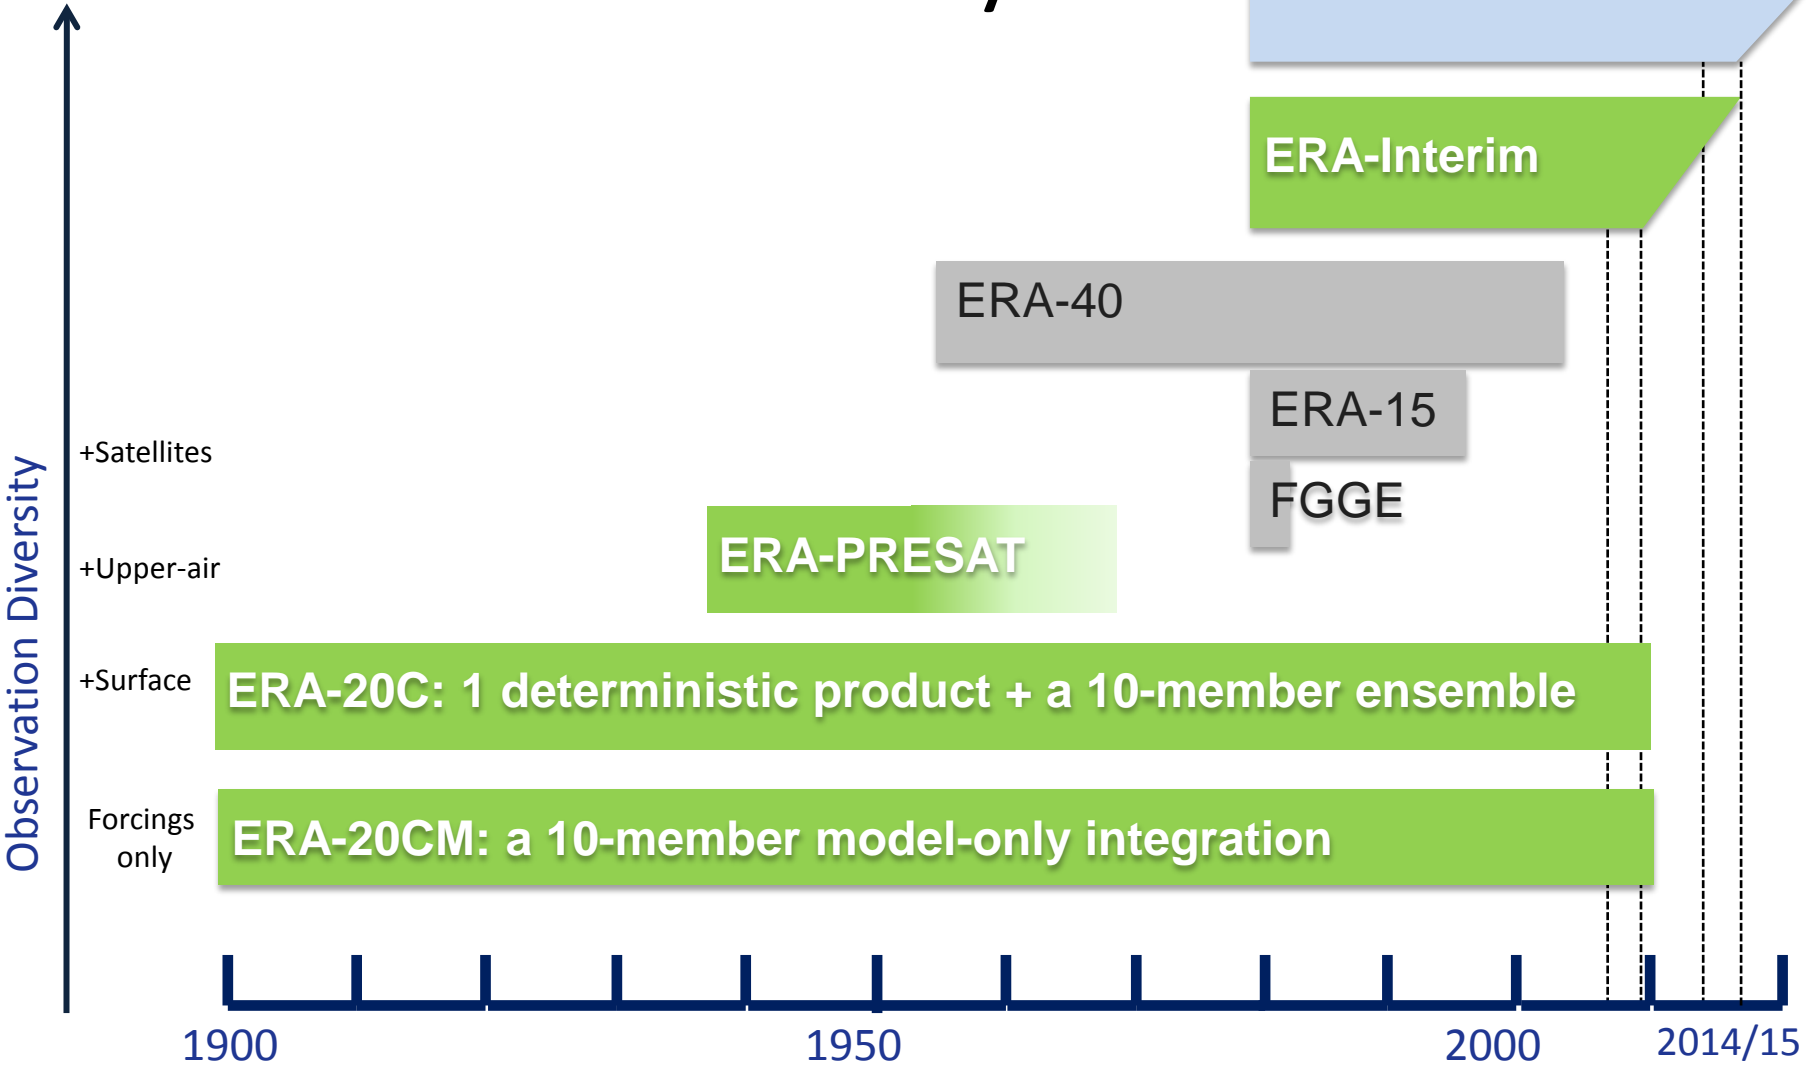 ERA-Interim
ERA-40
ERA-15
+Satellites
FGGE
ERA-PRESAT
+Upper-air
+Surface
ERA-20C: 1 deterministic product + a 10-member ensemble
Forcings
only
ERA-20CM: a 10-member model-only integration
Observation Diversity
1900
1950
2000
2014/15